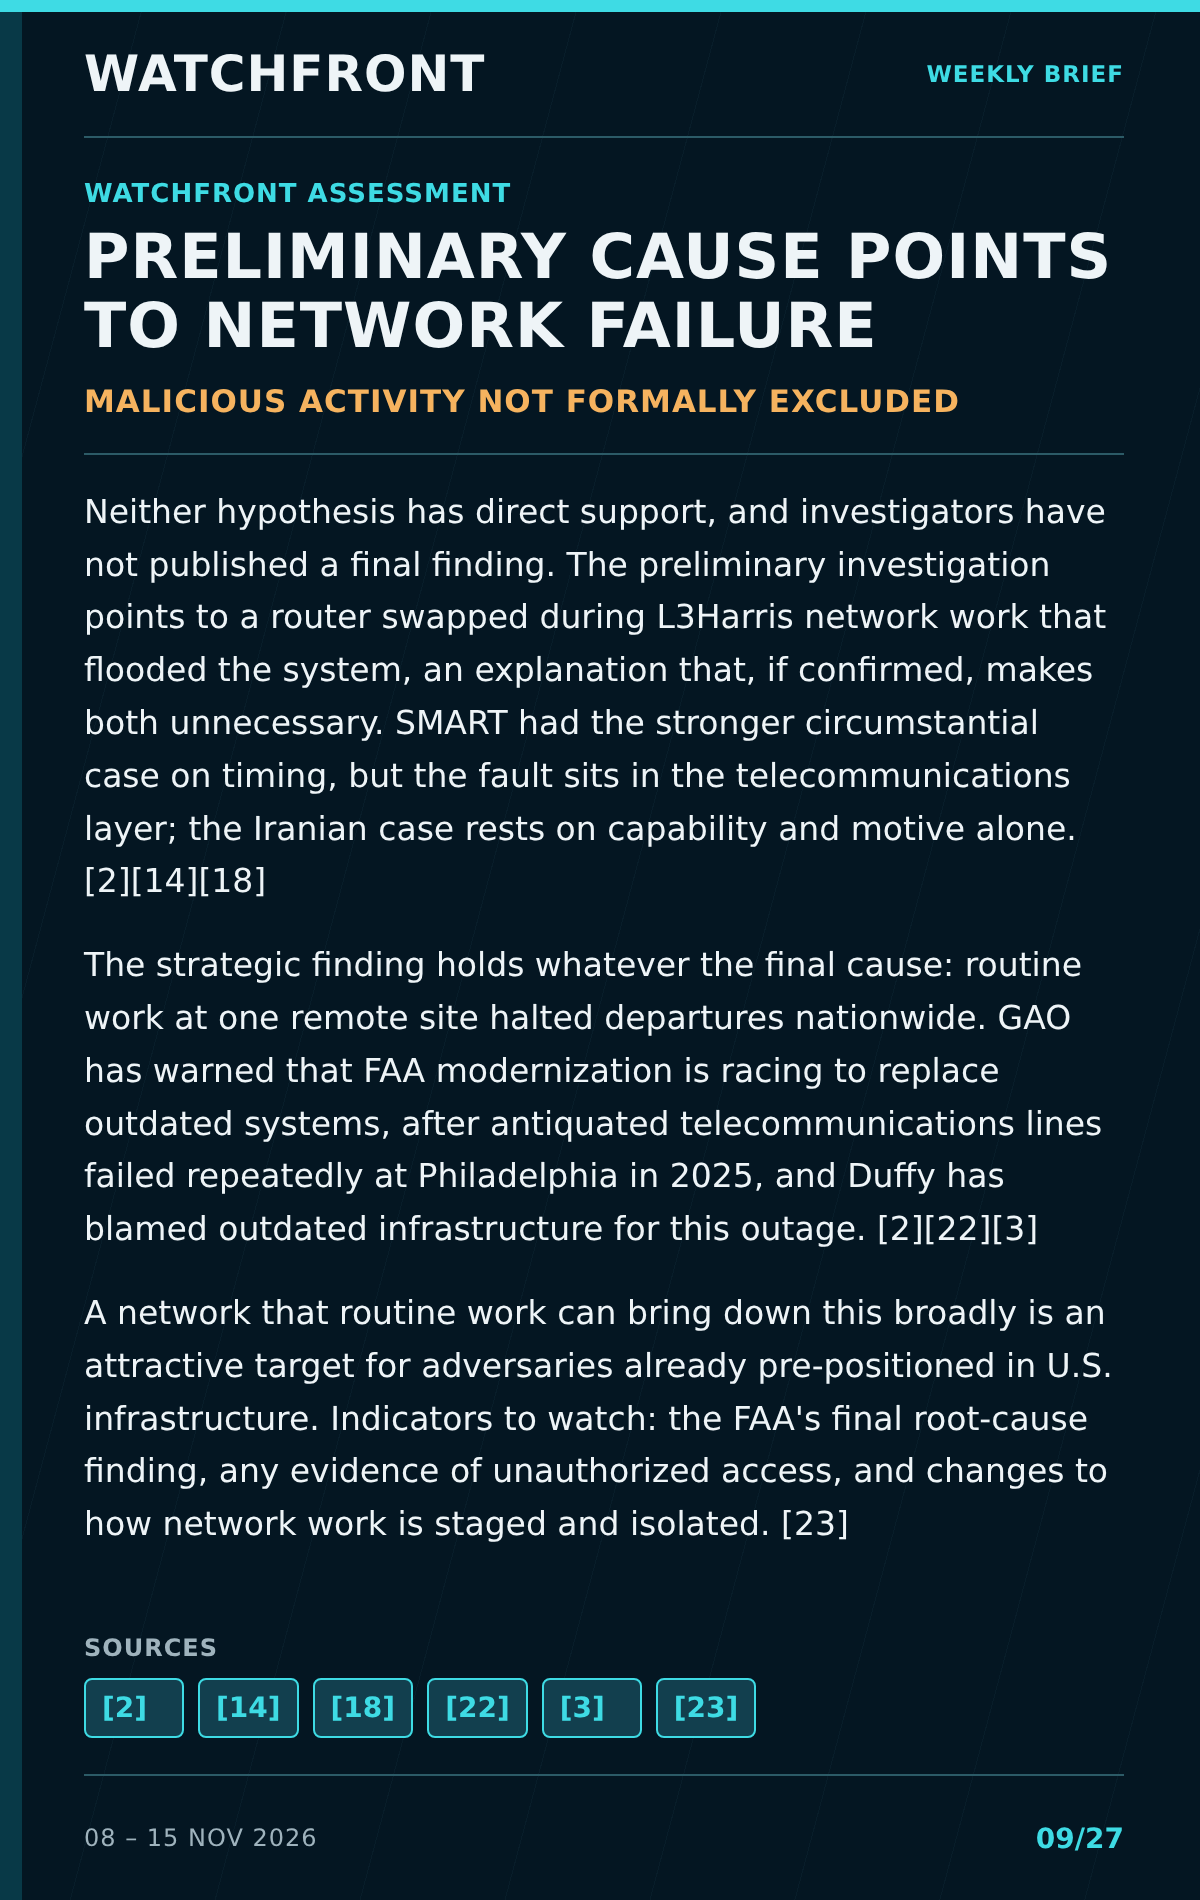 WATCHFRONT
WEEKLY BRIEF
WATCHFRONT ASSESSMENT
PRELIMINARY CAUSE POINTS
TO NETWORK FAILURE
MALICIOUS ACTIVITY NOT FORMALLY EXCLUDED
Neither hypothesis has direct support, and investigators have
not published a final finding. The preliminary investigation
points to a router swapped during L3Harris network work that
flooded the system, an explanation that, if confirmed, makes
both unnecessary. SMART had the stronger circumstantial
case on timing, but the fault sits in the telecommunications
layer; the Iranian case rests on capability and motive alone.
[2][14][18]
The strategic finding holds whatever the final cause: routine
work at one remote site halted departures nationwide. GAO
has warned that FAA modernization is racing to replace
outdated systems, after antiquated telecommunications lines
failed repeatedly at Philadelphia in 2025, and Duffy has
blamed outdated infrastructure for this outage. [2][22][3]
A network that routine work can bring down this broadly is an
attractive target for adversaries already pre-positioned in U.S.
infrastructure. Indicators to watch: the FAA's final root-cause
finding, any evidence of unauthorized access, and changes to
how network work is staged and isolated. [23]
SOURCES
[2] [14] [18] [22] [3] [23]
08 – 15 NOV 2026
09/27